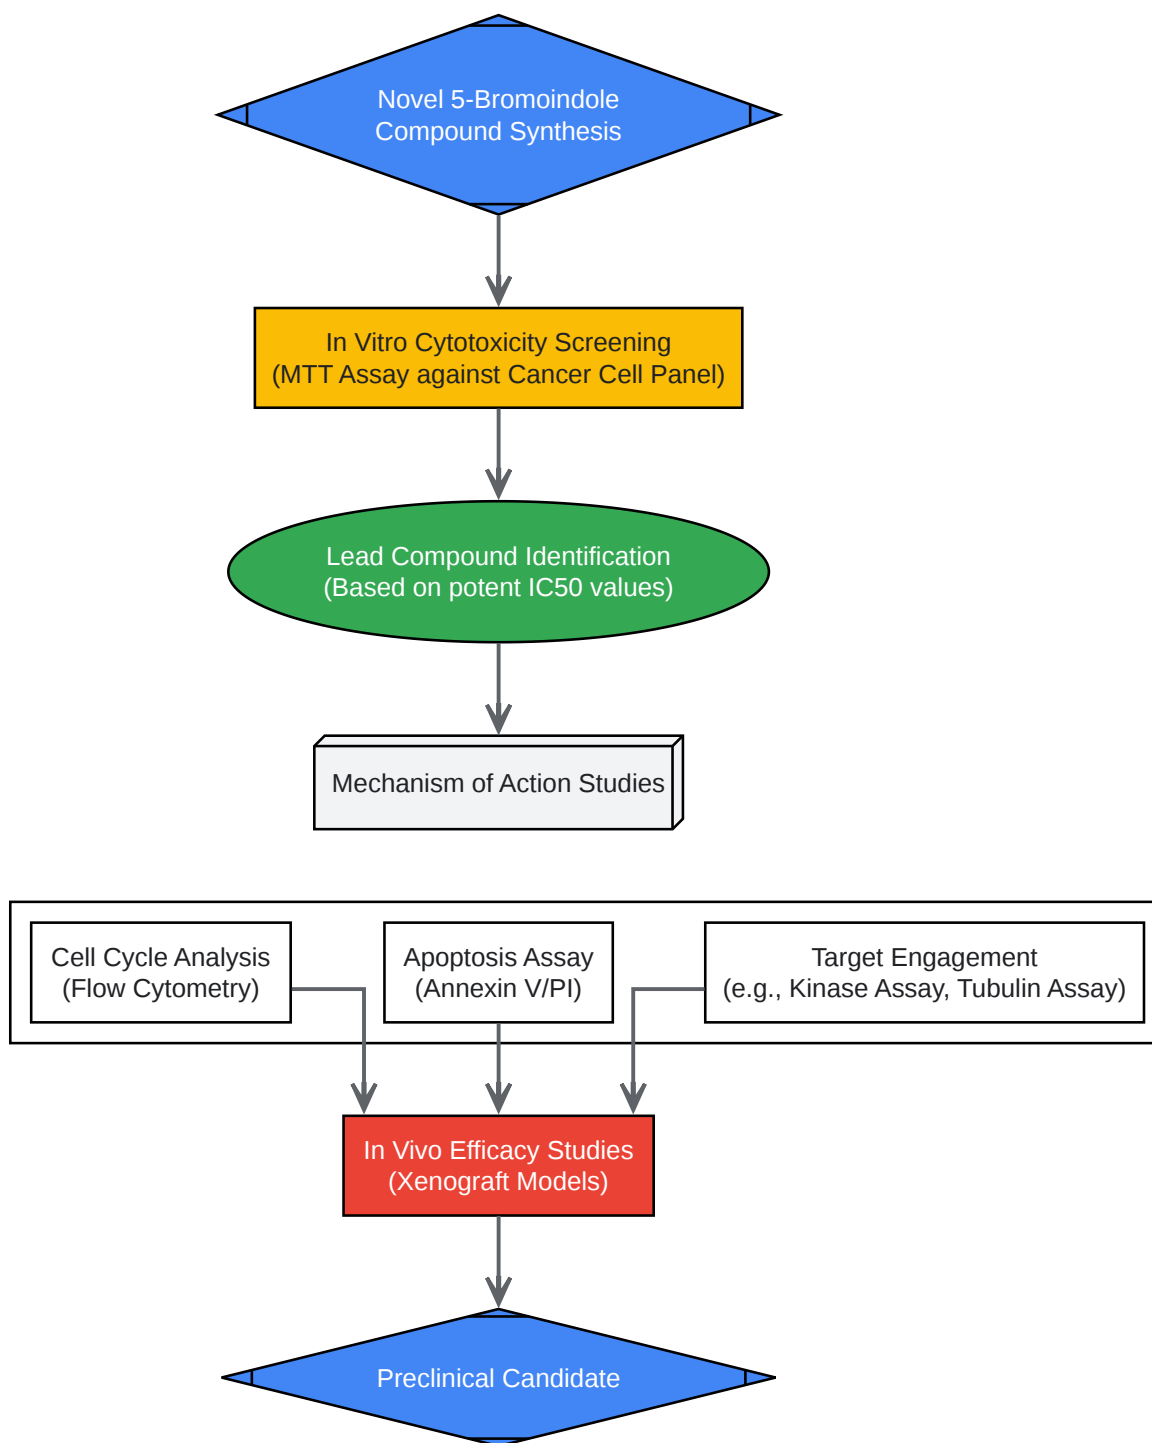 Novel 5-Bromoindole
Compound Synthesis
In Vitro Cytotoxicity Screening
(MTT Assay against Cancer Cell Panel)
Lead Compound Identification
(Based on potent IC50 values)
Mechanism of Action Studies
Cell Cycle Analysis
(Flow Cytometry)
Apoptosis Assay
(Annexin V/PI)
Target Engagement
(e.g., Kinase Assay, Tubulin Assay)
In Vivo Efficacy Studies
(Xenograft Models)
Preclinical Candidate